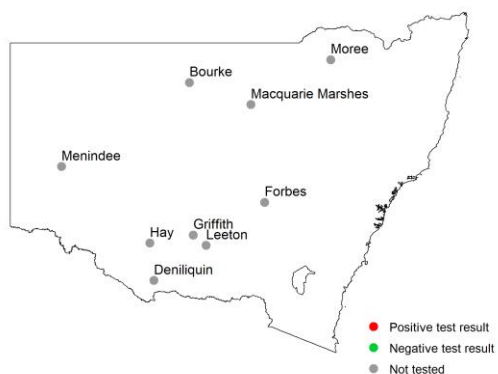 Moree
Bourke
Macquarie Marshes
Menindee
Forbes
Griffith
Hay
Leeton
Deniliquin
Positive test result
Negative test result
Not tested